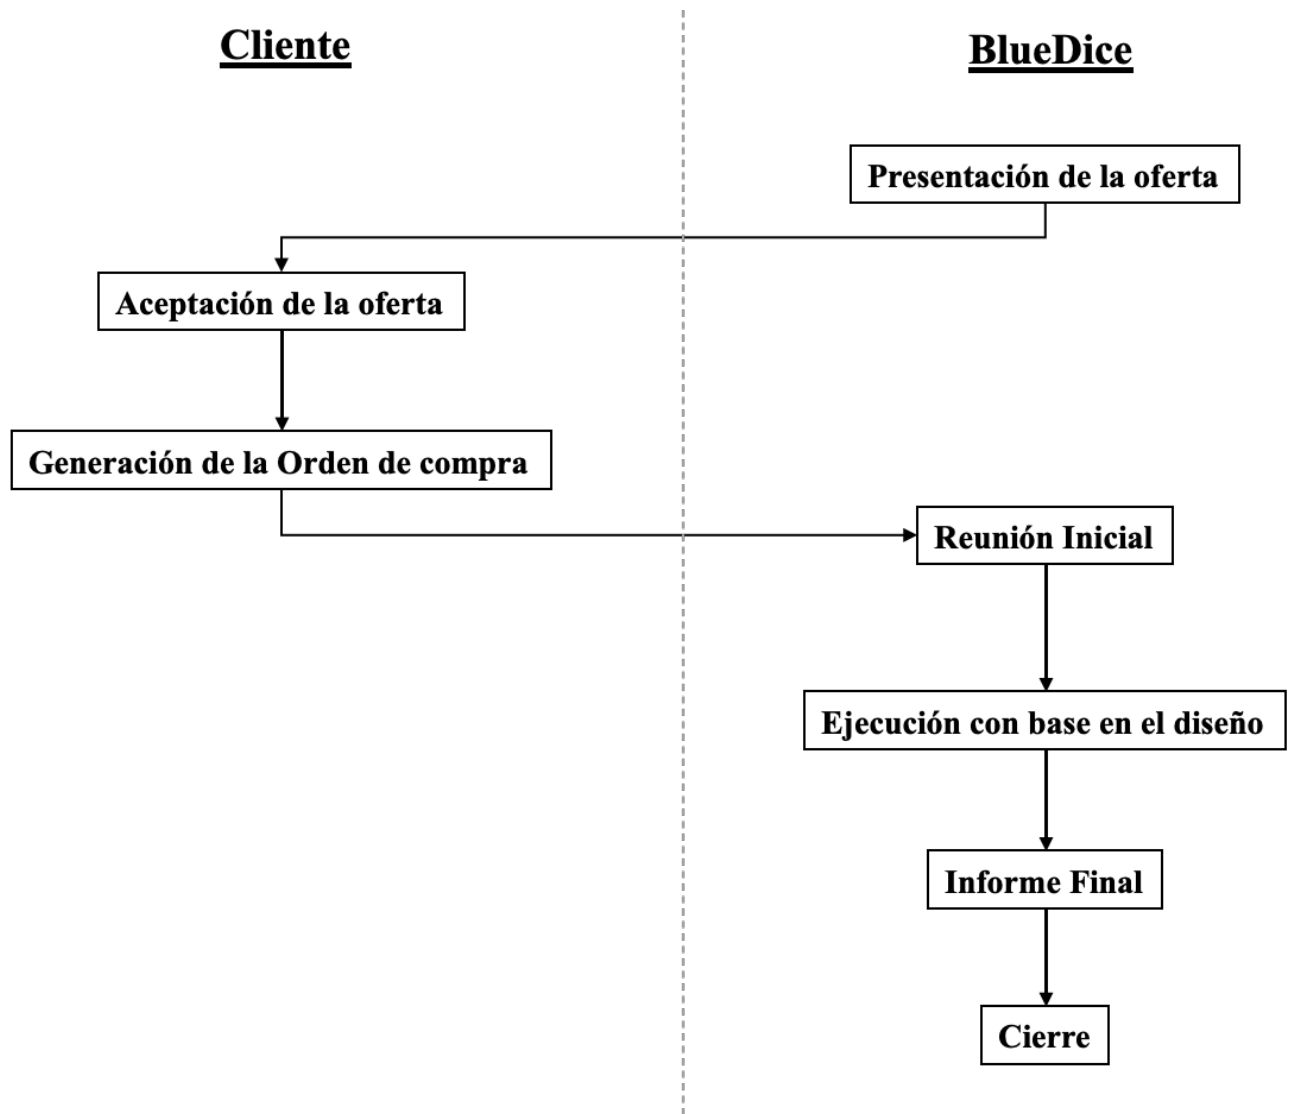 Cliente
BlueDice
Presentación de la oferta
Aceptación de la oferta
Generación de la Orden de compra
Reunión Inicial
Ejecución con base en el diseño
Informe Final
Cierre